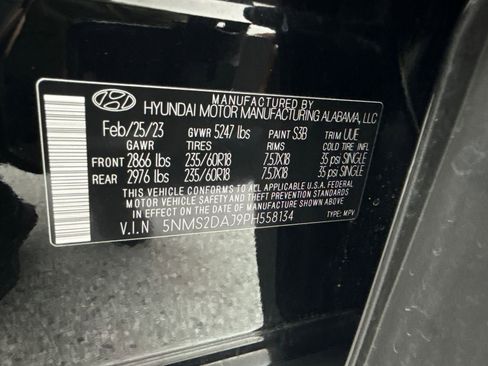 MANUFACTURED BY
HYUNDAI MOTOR MANUFACTURING ALABAMA, LLC
Feb/25/23 GVWR 5247 lbs PAINT S3B TRIM UUE
GAWR TIRES RIMS COLD TIRE INFL
FRONT 2866 lbs 235/60R18 7.5JX18 35 psi SINGLE
REAR 2976 lbs 235/60R18 7.5JX18 35 psi SINGLE
THIS VEHICLE CONFORMS TO ALL APPLICABLE U.S.A. FEDERAL
MOTOR VEHICLE SAFETY AND THEFT PREVENTION STANDARDS
IN EFFECT ON THE DATE OF MANUFACTURE SHOWN ABOVE.
V.I.N 5NMS2DAJ9PH558134 TYPE: MPV